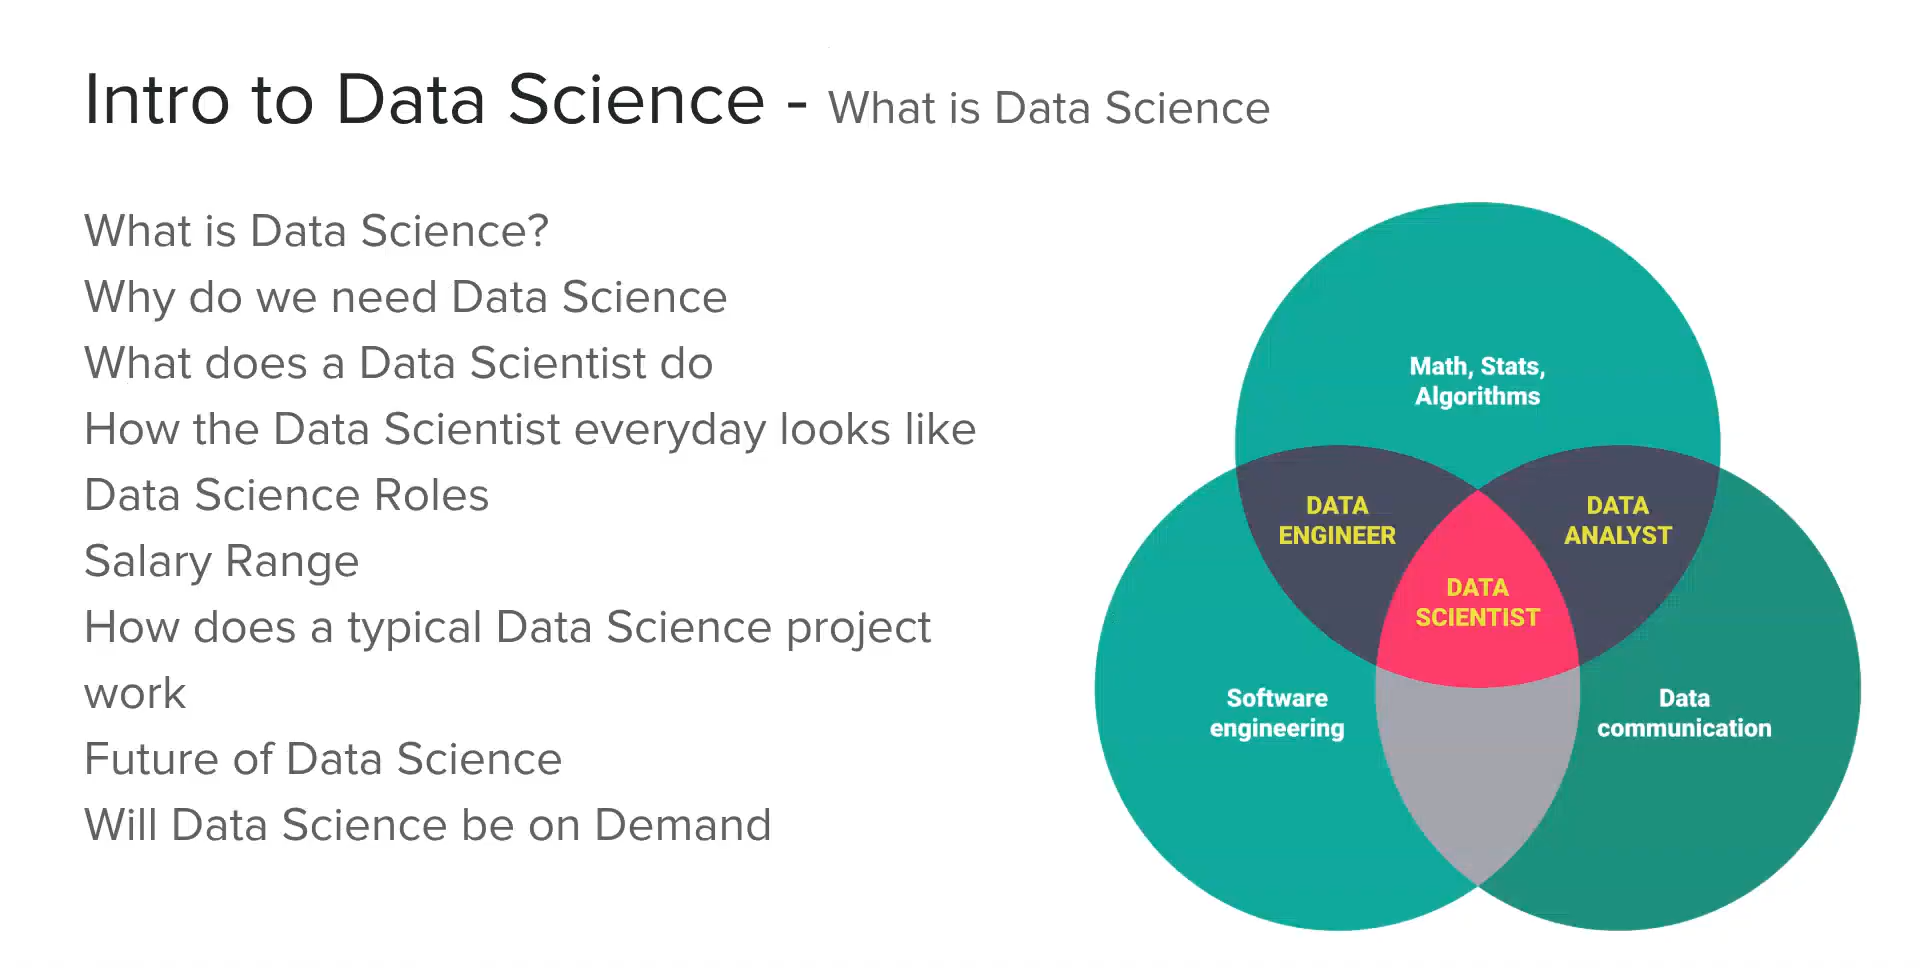 Intro to Data Science - What is Data Science
What is Data Science?
Why do we need Data Science
What does a Data Scientist do
How the Data Scientist everyday looks like
Data Science Roles
Salary Range
How does a typical Data Science project
work
Future of Data Science
Will Data Science be on Demand
Math, Stats,
Algorithms
DATA
ENGINEER
DATA
ANALYST
DATA
SCIENTIST
Software
engineering
Data
communication